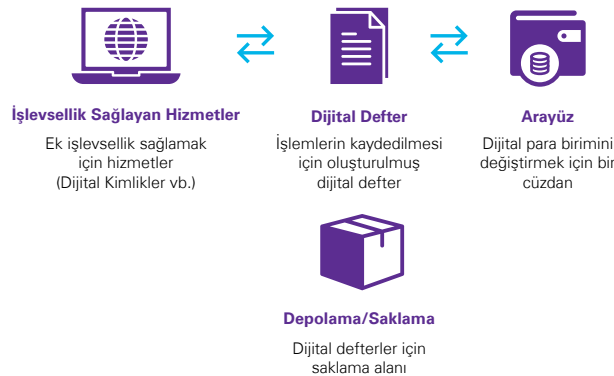 İşlevsellik Sağlayan Hizmetler
Ek işlevsellik sağlamak
için hizmetler
(Dijital Kimlikler vb.)
Dijital Defter
İşlemlerin kaydedilmesi
için oluşturulmuş
dijital defter
Arayüz
Dijital para birimini
değiştirmek için bir
cüzdan
Depolama/Saklama
Dijital defterler için
saklama alanı